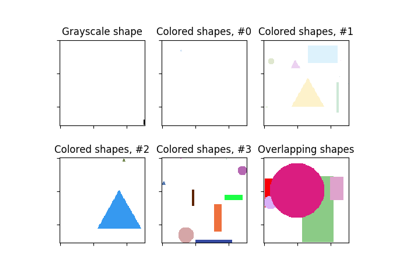 Grayscale shape
Colored shapes, #0
Colored shapes, #1
Colored shapes, #2
Colored shapes, #3
Overlapping shapes